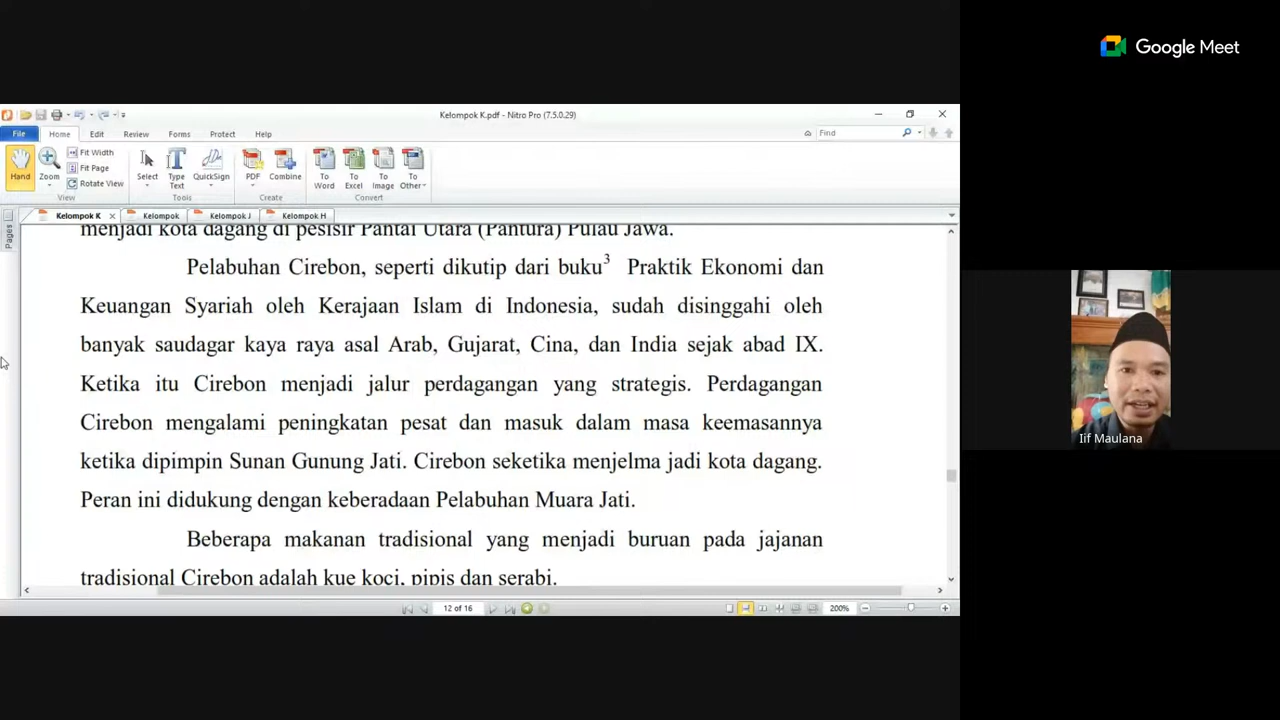 Google Meet
Kelompok K.pdf - Nitro Pro (7.5.0.29)
File Home Edit Review Forms Protect Help
Find
Hand
Zoom
Fit Width
Fit Page
Rotate View
View
Select
Type Text
QuickSign
Tools
PDF
Combine
Create
To Word
To Excel
To Image
To Other
Convert
Kelompok K
Kelompok
Kelompok J
Kelompok H
Pages
menjadi kota dagang di pesisir Pantai Utara (Pantura) Pulau Jawa.
Pelabuhan Cirebon, seperti dikutip dari buku3 Praktik Ekonomi dan
Keuangan Syariah oleh Kerajaan Islam di Indonesia, sudah disinggahi oleh
banyak saudagar kaya raya asal Arab, Gujarat, Cina, dan India sejak abad IX.
Ketika itu Cirebon menjadi jalur perdagangan yang strategis. Perdagangan
Cirebon mengalami peningkatan pesat dan masuk dalam masa keemasannya
ketika dipimpin Sunan Gunung Jati. Cirebon seketika menjelma jadi kota dagang.
Peran ini didukung dengan keberadaan Pelabuhan Muara Jati.
Beberapa makanan tradisional yang menjadi buruan pada jajanan
tradisional Cirebon adalah kue koci, pipis dan serabi.
12 of 16
200%
Iif Maulana